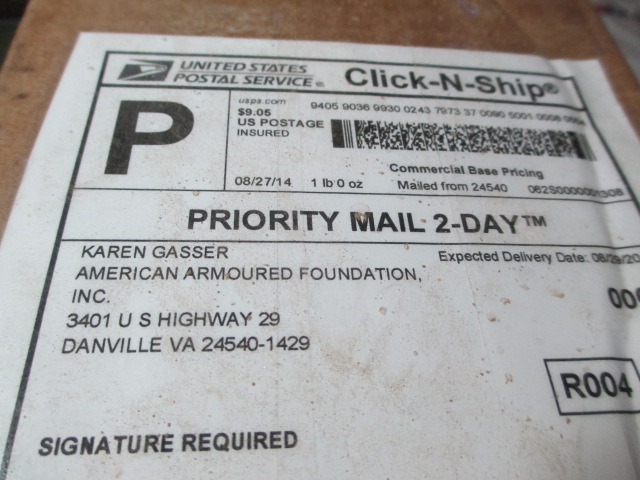 UNITED STATES
POSTAL SERVICE®
Click-N-Ship®
P
usps.com
$9.05
US POSTAGE
INSURED
9405 9036 9930 0243 7973 37 0090 5001 0008
Commercial Base Pricing
08/27/14 1 lb 0 oz Mailed from 24540
PRIORITY MAIL 2-DAY™
KAREN GASSER
AMERICAN ARMOURED FOUNDATION,
INC.
3401 U S HIGHWAY 29
DANVILLE VA 24540-1429
Expected Delivery Date: 08/29/20
R004
SIGNATURE REQUIRED